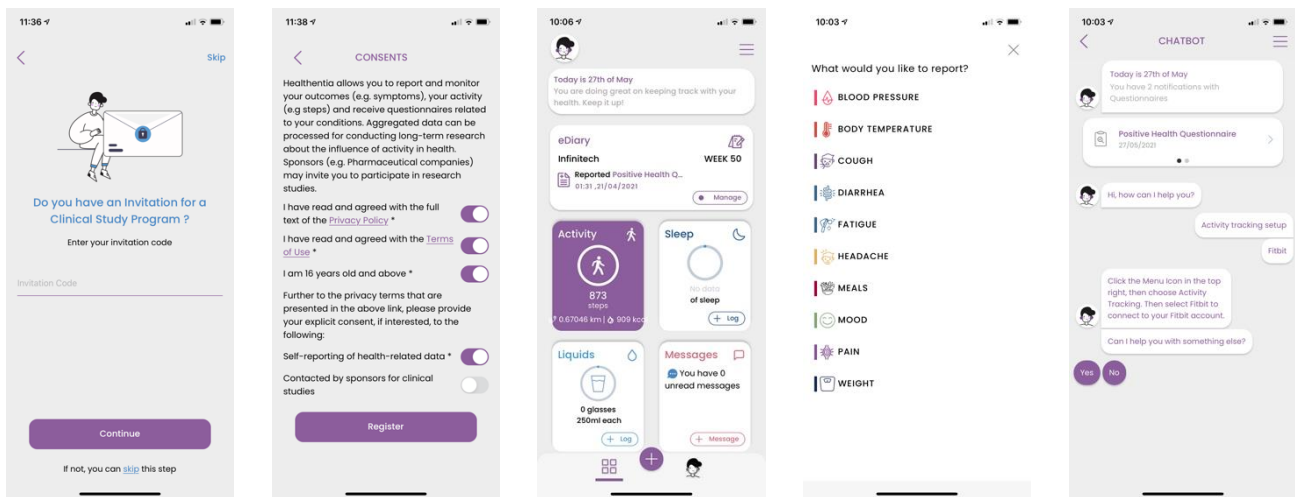 11:36
Skip
Do you have an Invitation for a
Clinical Study Program ?
Enter your invitation code
Invitation Code
Continue
If not, you can skip this step
11:38
CONSENTS
Healthentia allows you to report and monitor
your outcomes (e.g. symptoms), your activity
(e.g steps) and receive questionnaires related
to your conditions. Aggregated data can be
processed for conducting long-term research
about the influence of activity in health.
Sponsors (e.g. Pharmaceutical companies)
may invite you to participate in research
studies.
I have read and agreed with the full
text of the Privacy Policy *
I have read and agreed with the Terms
of Use *
I am 16 years old and above *
Further to the privacy terms that are
presented in the above link, please provide
your explicit consent, if interested, to the
following:
Self-reporting of health-related data *
Contacted by sponsors for clinical
studies
Register
10:06
Today is 27th of May
You are doing great on keeping track with your
health. Keep it up!
eDiary
Infinitech WEEK 50
Reported Positive Health Q...
01:31 ,21/04/2021
Manage
Activity
873
steps
0.67046 km | 909 kc
Sleep
No data
of sleep
+ Log
Liquids
0 glasses
250ml each
+ Log
Messages
You have 0
unread messages
+ Message
10:03
What would you like to report?
BLOOD PRESSURE
BODY TEMPERATURE
COUGH
DIARRHEA
FATIGUE
HEADACHE
MEALS
MOOD
PAIN
WEIGHT
10:03
CHATBOT
Today is 27th of May
You have 2 notifications with
Questionnaires
Positive Health Questionnaire
27/05/2021
Hi, how can I help you?
Activity tracking setup
Fitbit
Click the Menu Icon in the top
right, then choose Activity
Tracking. Then select Fitbit to
connect to your Fitbit account.
Can I help you with something else?
Yes No